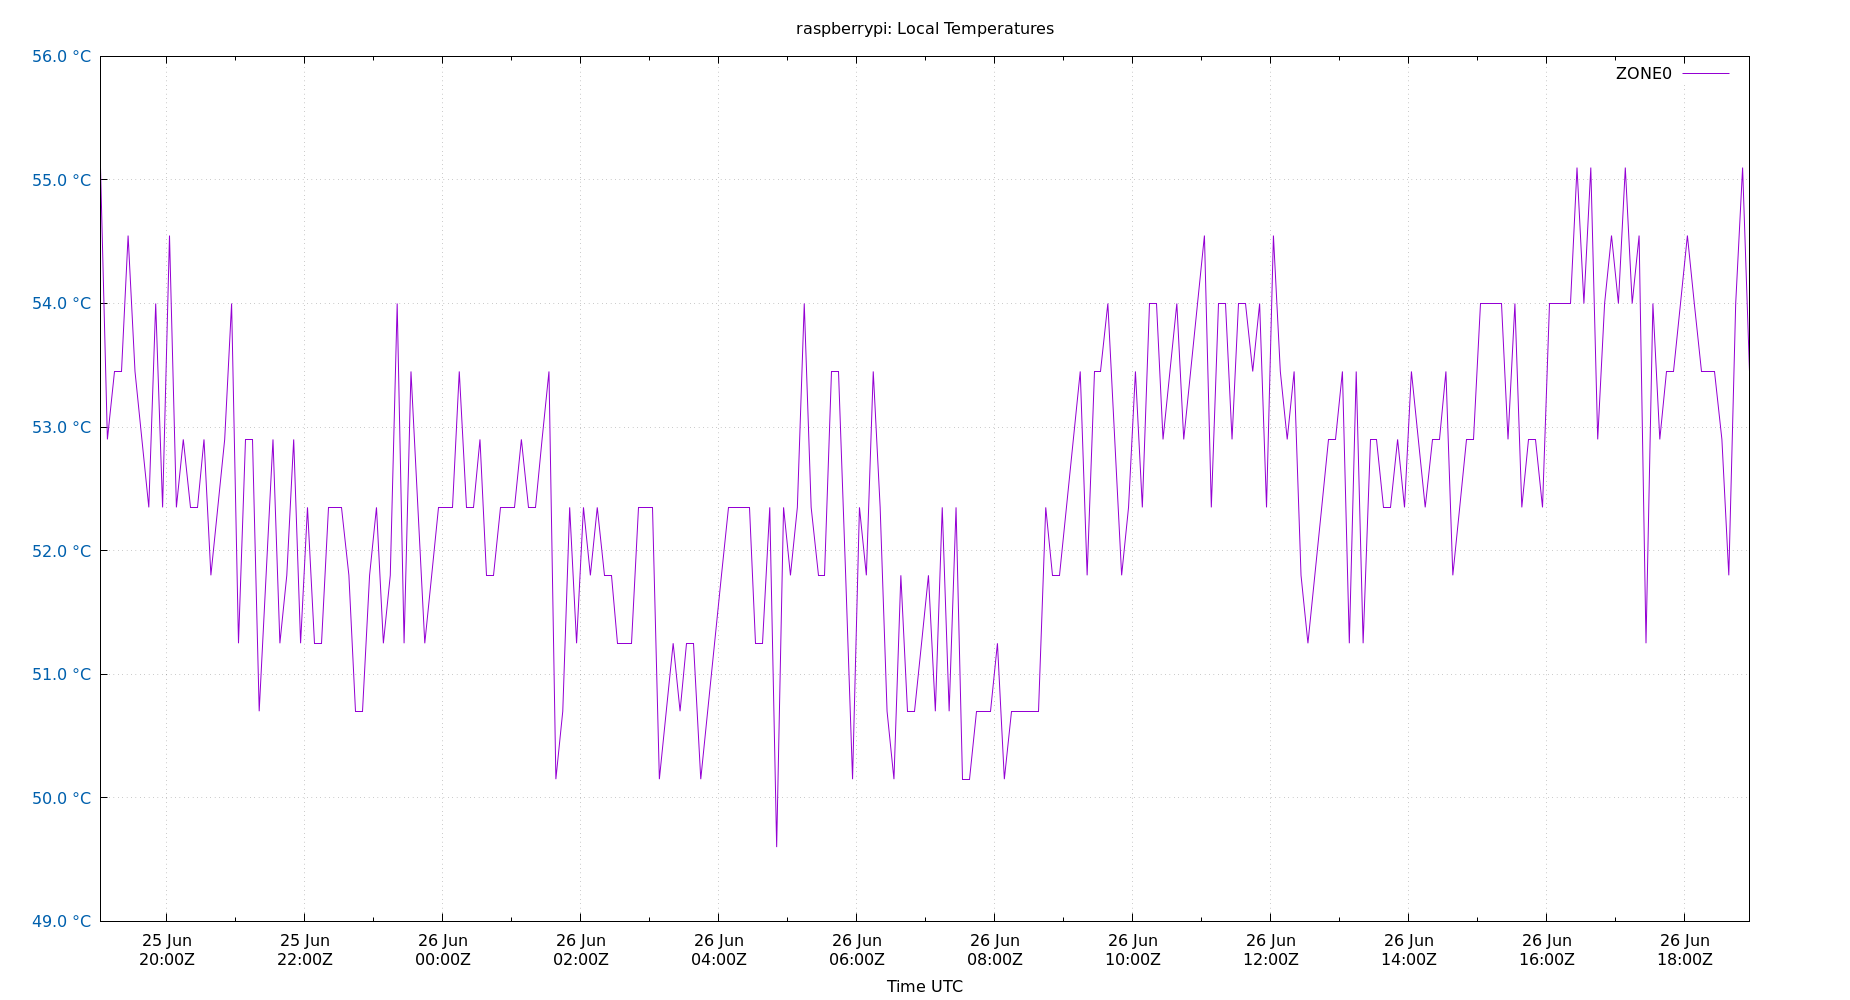 raspberrypi: Local Temperatures
ZONE0
56.0 °C
55.0 °C
54.0 °C
53.0 °C
52.0 °C
51.0 °C
50.0 °C
49.0 °C
25 Jun 25 Jun 26 Jun 26 Jun 26 Jun 26 Jun 26 Jun 26 Jun 26 Jun 26 Jun 26 Jun 26 Jun
20:00Z 22:00Z 00:00Z 02:00Z 04:00Z 06:00Z 08:00Z 10:00Z 12:00Z 14:00Z 16:00Z 18:00Z
Time UTC